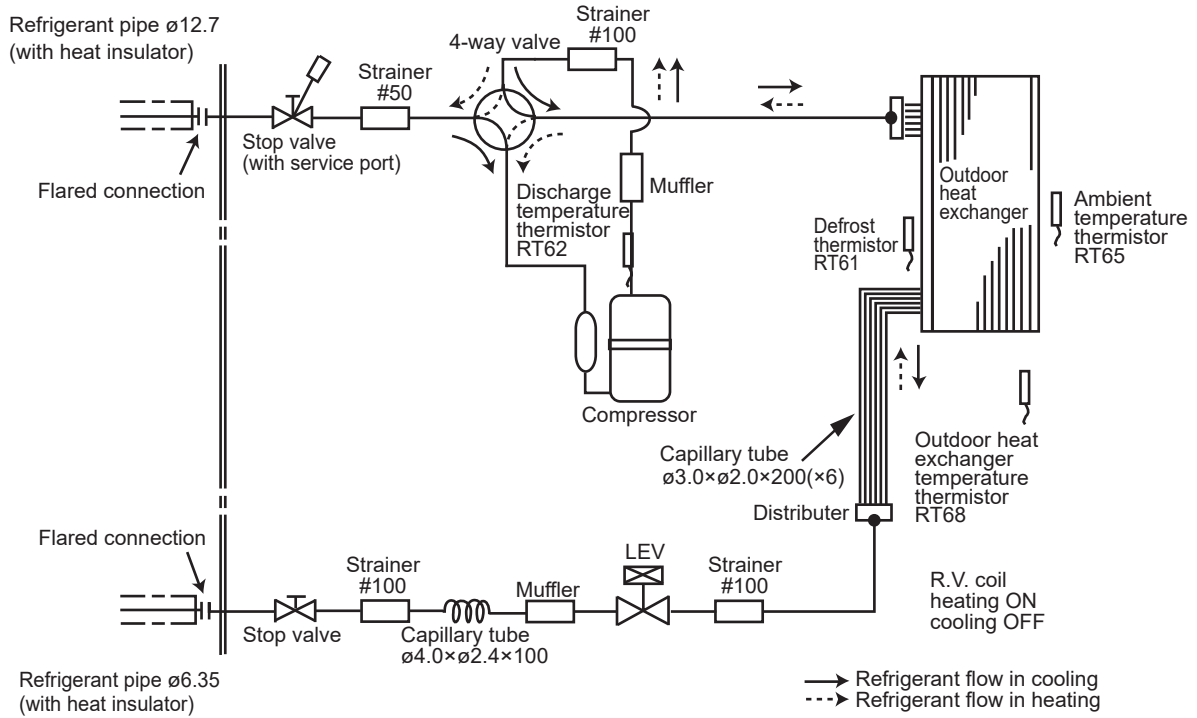 Refrigerant pipe ø12.7
(with heat insulator)
Strainer
#100
4-way valve
Strainer
#50
Stop valve
(with service port)
Flared connection
Muffler
Discharge
temperature
thermistor
RT62
Outdoor
heat
exchanger
Ambient
temperature
thermistor
RT65
Defrost
thermistor
RT61
Compressor
Capillary tube
ø3.0×ø2.0×200(×6)
Outdoor heat
exchanger
temperature
thermistor
RT68
Distributer
Flared connection
Strainer
#100
Muffler
LEV
Strainer
#100
R.V. coil
heating ON
cooling OFF
Stop valve
Capillary tube
ø4.0×ø2.4×100
Refrigerant pipe ø6.35
(with heat insulator)
Refrigerant flow in cooling
Refrigerant flow in heating